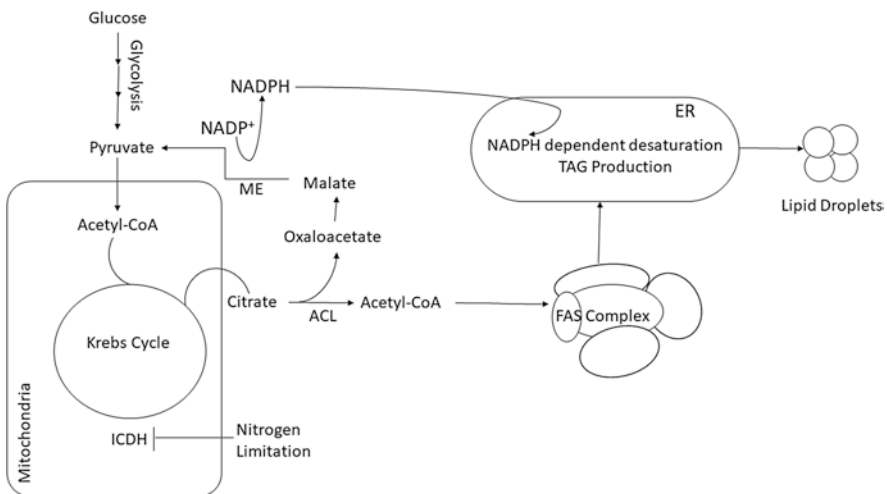 Glucose
Glycolysis
NADPH
NADP⁺
Pyruvate
ME
Malate
Oxaloacetate
Acetyl-CoA
Citrate
ACL
Acetyl-CoA
Krebs Cycle
ICDH
Nitrogen
Limitation
Mitochondria
FAS Complex
ER
NADPH dependent desaturation
TAG Production
Lipid Droplets